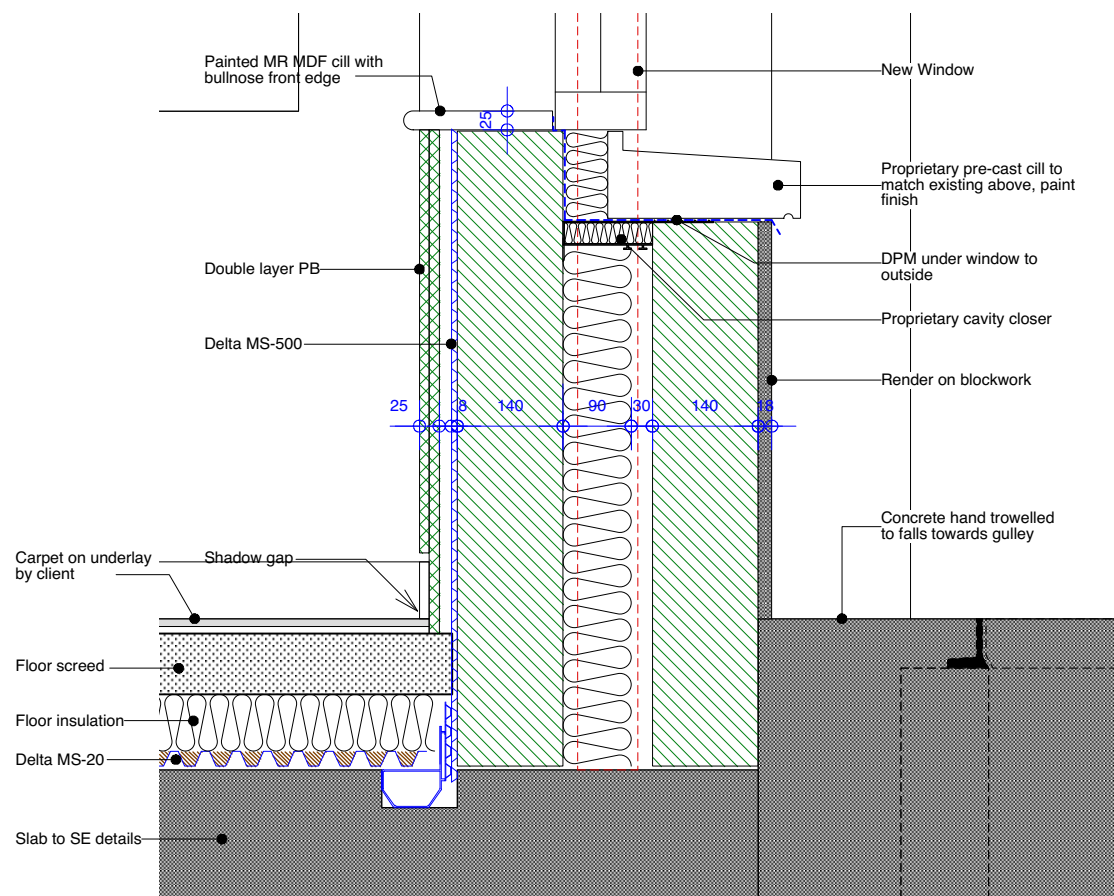 Painted MR MDF cill with
bullnose front edge
New Window
25
Proprietary pre-cast cill to
match existing above, paint
finish
Double layer PB
DPM under window to
outside
Proprietary cavity closer
Delta MS-500
Render on blockwork
25 8 140 90 30 140 18
Concrete hand trowelled
to falls towards gulley
Carpet on underlay
by client
Shadow gap
Floor screed
Floor insulation
Delta MS-20
Slab to SE details